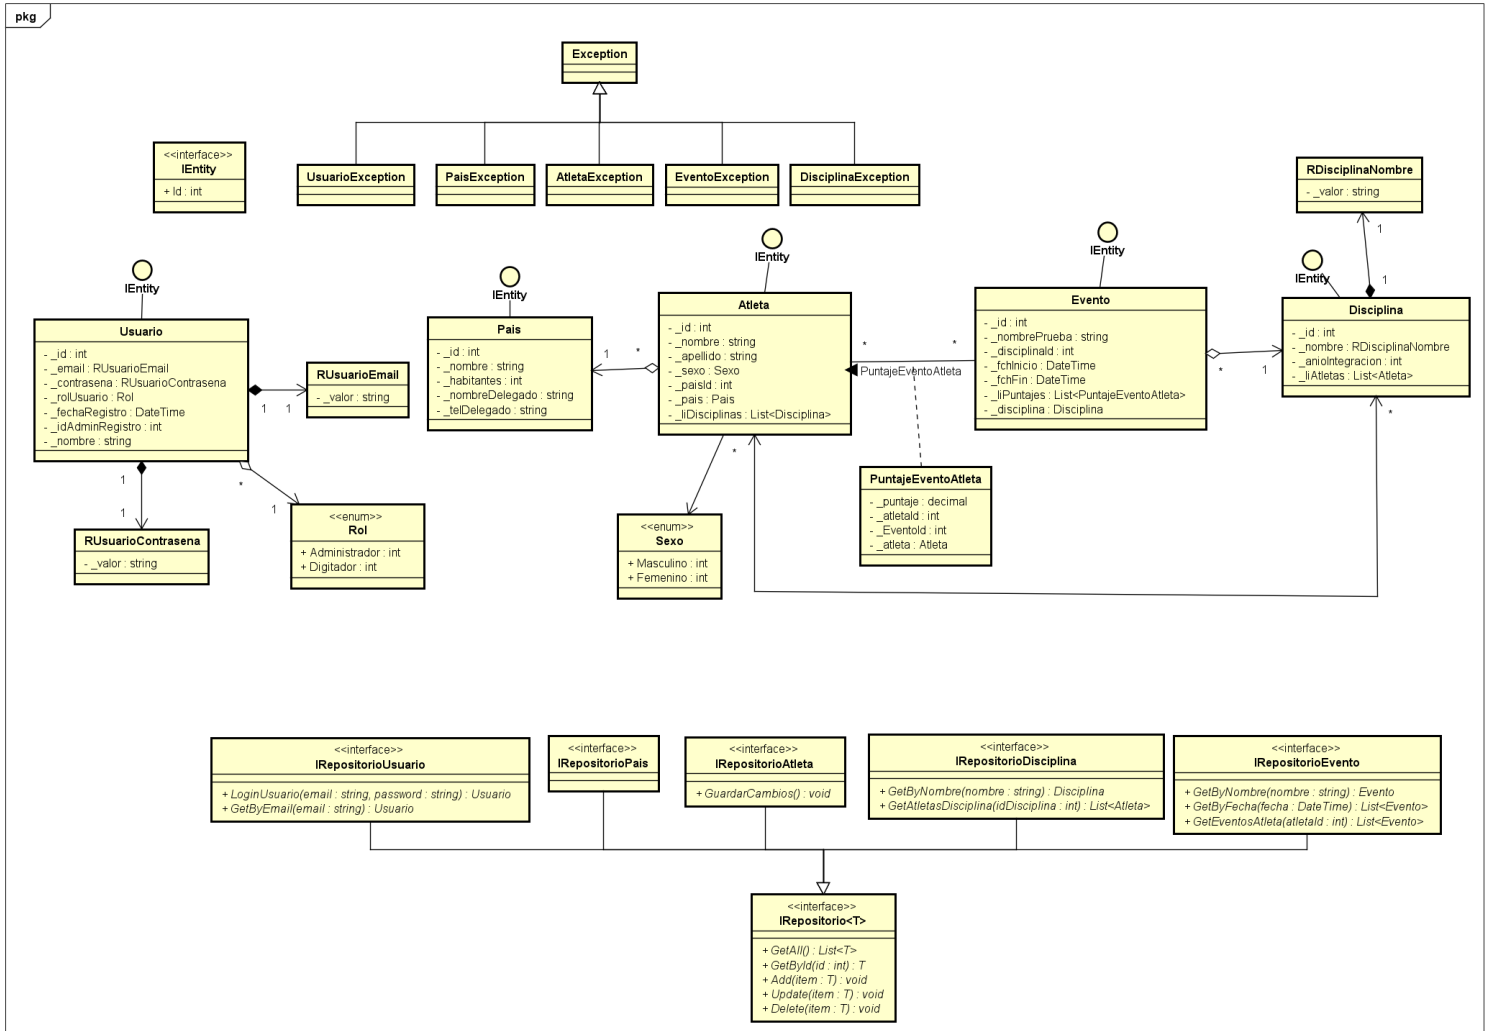 pkg
Exception
<<interface>>
IEntity
+ Id : int
UsuarioException
PaisException
AtletaException
EventoException
DisciplinaException
RDisciplinaNombre
- _valor : string
1
1
IEntity
Usuario
- _id : int
- _email : RUsuarioEmail
- _contrasena : RUsuarioContrasena
- _rolUsuario : Rol
- _fechaRegistro : DateTime
- _idAdminRegistro : int
- _nombre : string
1
1
RUsuarioEmail
- _valor : string
1
1
RUsuarioContrasena
- _valor : string
*
1
<<enum>>
Rol
+ Administrador : int
+ Digitador : int
IEntity
Pais
- _id : int
- _nombre : string
- _habitantes : int
- _nombreDelegado : string
- _telDelegado : string
1
*
IEntity
Atleta
- _id : int
- _nombre : string
- _apellido : string
- _sexo : Sexo
- _paisId : int
- _pais : Pais
- _liDisciplinas : List<Disciplina>
*
<<enum>>
Sexo
+ Masculino : int
+ Femenino : int
*
*
PuntajeEventoAtleta
PuntajeEventoAtleta
- _puntaje : decimal
- _atletaId : int
- _EventoId : int
- _atleta : Atleta
IEntity
Evento
- _id : int
- _nombrePrueba : string
- _disciplinaId : int
- _fchInicio : DateTime
- _fchFin : DateTime
- _liPuntajes : List<PuntajeEventoAtleta>
- _disciplina : Disciplina
*
1
IEntity
Disciplina
- _id : int
- _nombre : RDisciplinaNombre
- _anioIntegracion : int
- _liAtletas : List<Atleta>
*
<<interface>>
IRepositorioUsuario
+ LoginUsuario(email : string, password : string) : Usuario
+ GetByEmail(email : string) : Usuario
<<interface>>
IRepositorioPais
<<interface>>
IRepositorioAtleta
+ GuardarCambios() : void
<<interface>>
IRepositorioDisciplina
+ GetByNombre(nombre : string) : Disciplina
+ GetAtletasDisciplina(idDisciplina : int) : List<Atleta>
<<interface>>
IRepositorioEvento
+ GetByNombre(nombre : string) : Evento
+ GetByFecha(fecha : DateTime) : List<Evento>
+ GetEventosAtleta(atletaId : int) : List<Evento>
<<interface>>
IRepositorio<T>
+ GetAll() : List<T>
+ GetById(id : int) : T
+ Add(item : T) : void
+ Update(item : T) : void
+ Delete(item : T) : void